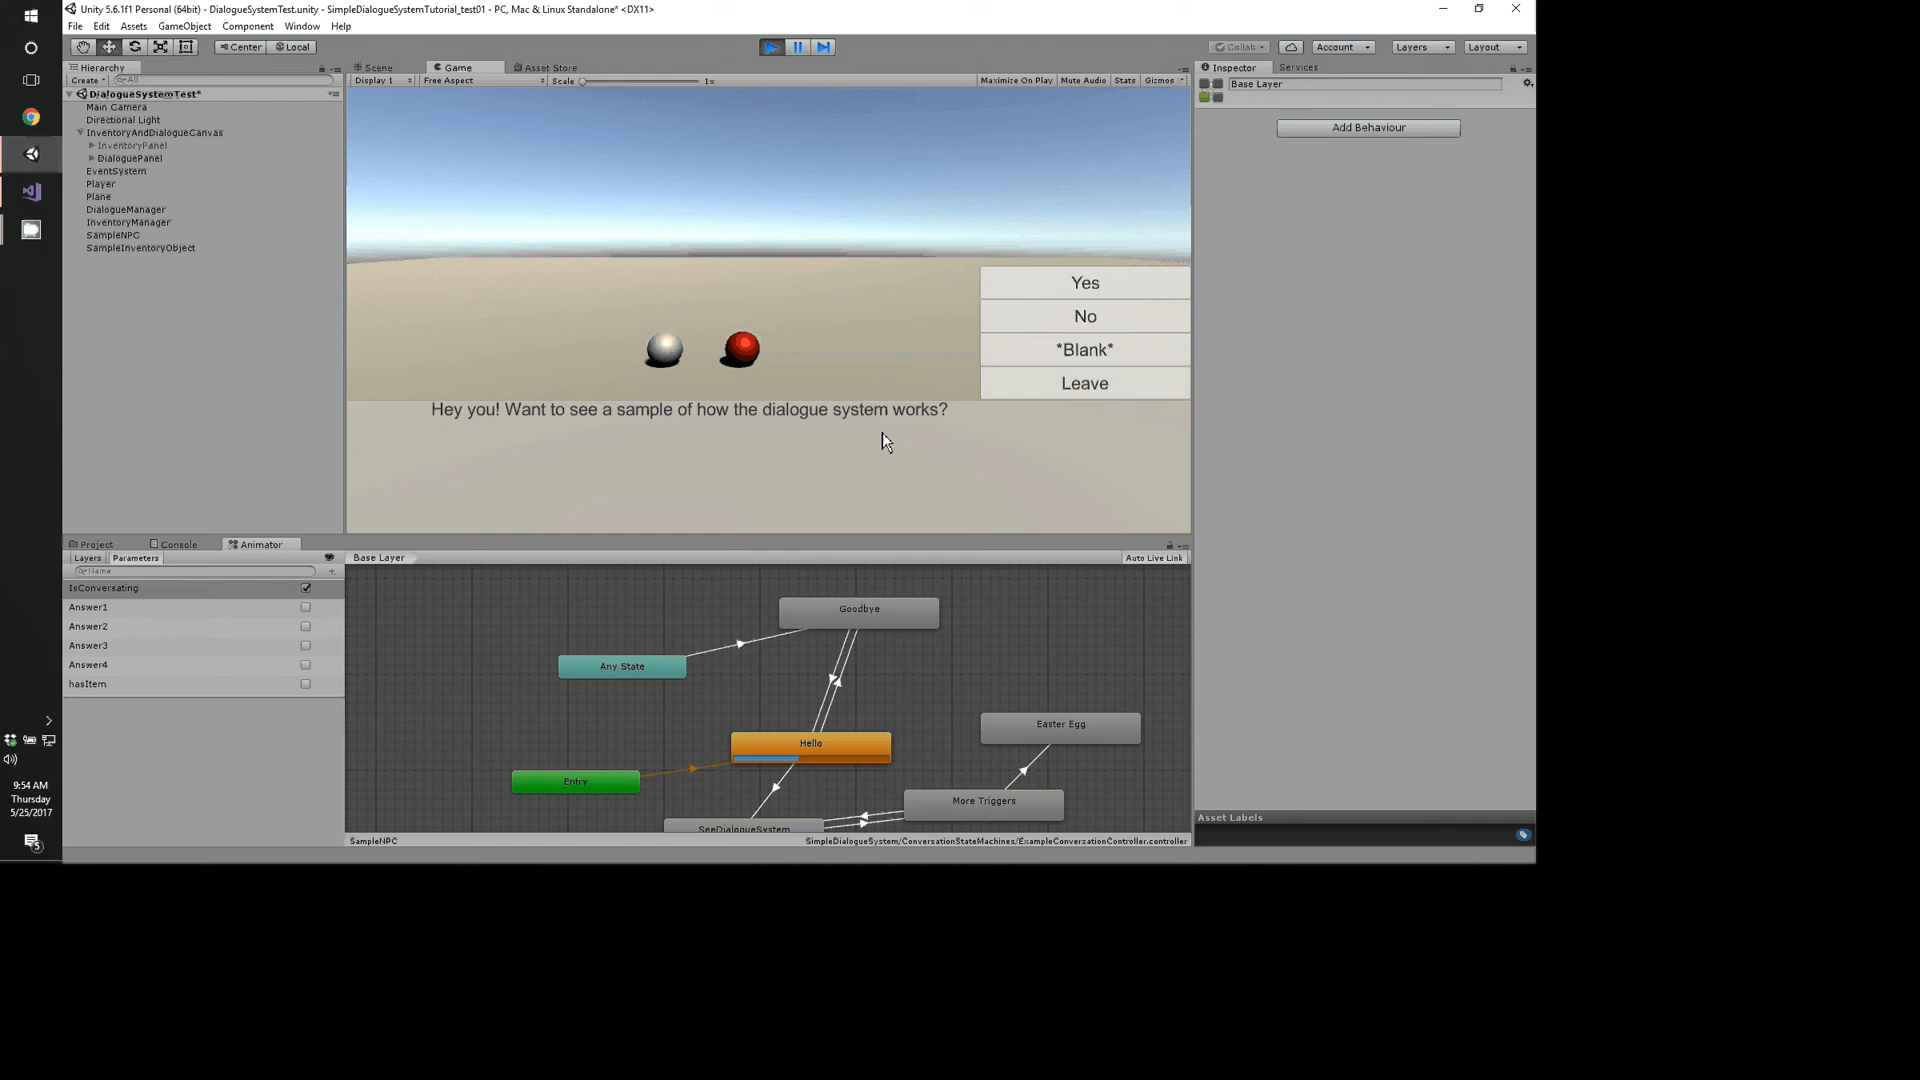 Unity 5.6.1f1 Personal (64bit) - DialogueSystemTest.unity - SimpleDialogueSystemTutorial_test01 - PC, Mac & Linux Standalone* <DX11>
File Edit Assets GameObject Component Window Help
Center Local
Collab Account Layers Layout
Hierarchy
Create All
DialogueSystemTest*
Main Camera
Directional Light
InventoryAndDialogueCanvas
InventoryPanel
DialoguePanel
EventSystem
Player
Plane
DialogueManager
InventoryManager
SampleNPC
SampleInventoryObject
Scene Game Asset Store
Display 1 Free Aspect Scale 1x Maximize On Play Mute Audio Stats Gizmos
Yes
No
*Blank*
Leave
Hey you! Want to see a sample of how the dialogue system works?
Inspector Services
Base Layer
Add Behaviour
Asset Labels
Project Console Animator
Layers Parameters
Name
IsConversating
Answer1
Answer2
Answer3
Answer4
hasItem
Base Layer Auto Live Link
Goodbye
Any State
Easter Egg
Hello
Entry
More Triggers
SeeDialogueSystem
SampleNPC SimpleDialogueSystem/ConversationStateMachines/ExampleConversationController.controller
9:54 AM
Thursday
5/25/2017
5